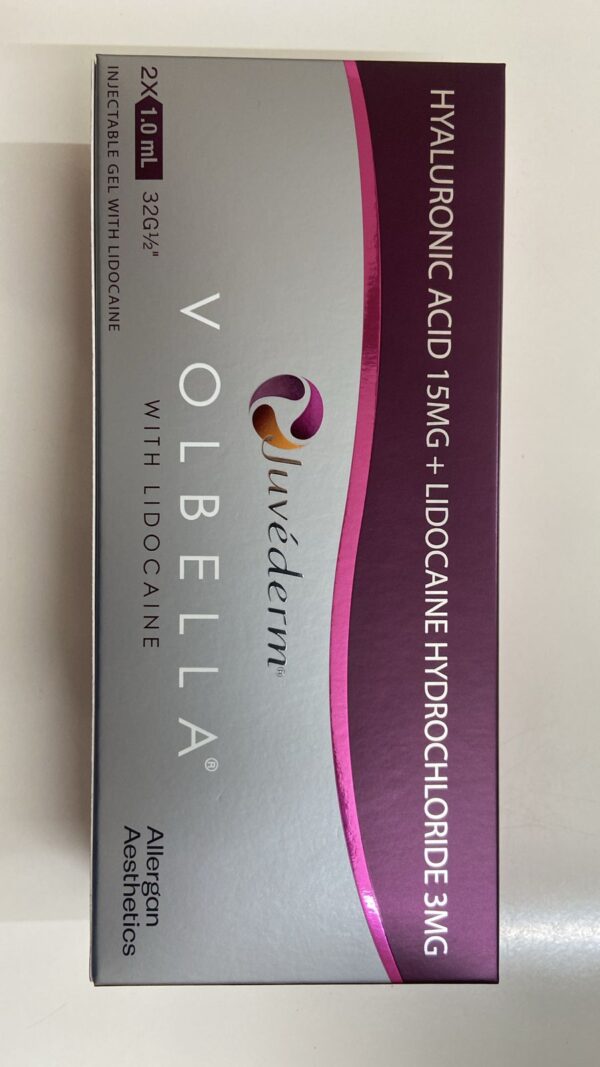 HYALURONIC ACID 15MG + LIDOCAINE HYDROCHLORIDE 3MG
Juvéderm®
VOLBELLA®
WITH LIDOCAINE
2X 1.0 mL 32G½"
INJECTABLE GEL WITH LIDOCAINE
Allergan
Aesthetics